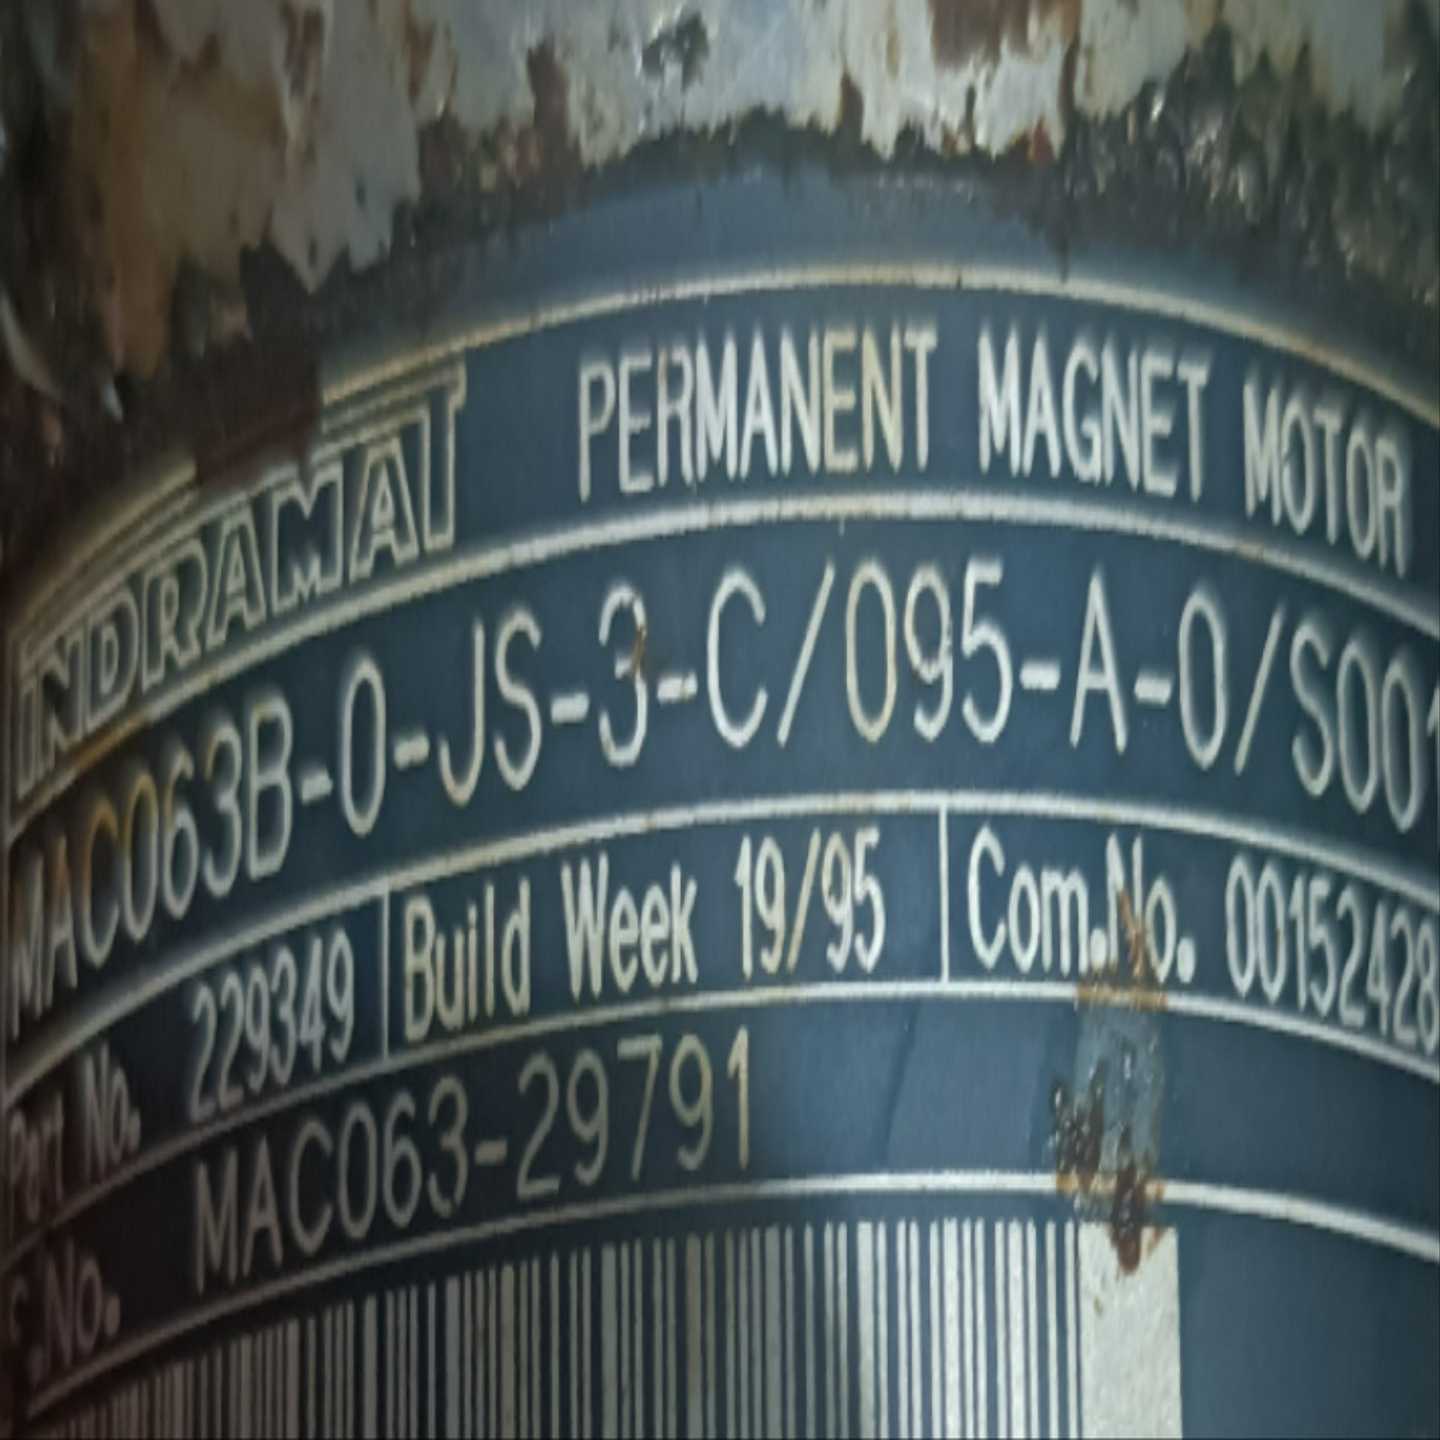 INDRAMAT PERMANENT MAGNET MOTOR
MAC063B-0-JS-3-C/095-A-0/S001
Part No. 229349 Build Week 19/95 Com.No. 00152428
No. MAC063-29791